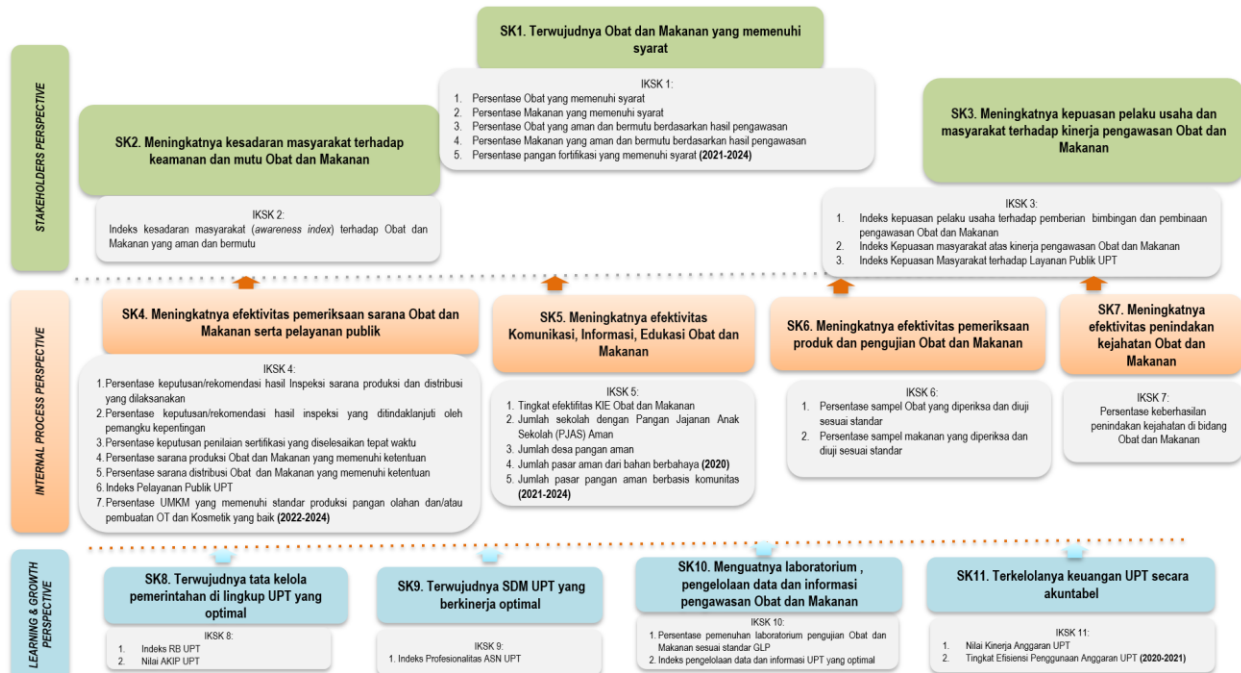 STAKEHOLDERS PERSPECTIVE
SK1. Terwujudnya Obat dan Makanan yang memenuhi
syarat
IKSK 1:
1. Persentase Obat yang memenuhi syarat
2. Persentase Makanan yang memenuhi syarat
3. Persentase Obat yang aman dan bermutu berdasarkan hasil pengawasan
4. Persentase Makanan yang aman dan bermutu berdasarkan hasil pengawasan
5. Persentase pangan fortifikasi yang memenuhi syarat (2021-2024)
SK2. Meningkatnya kesadaran masyarakat terhadap
keamanan dan mutu Obat dan Makanan
IKSK 2:
Indeks kesadaran masyarakat (awareness index) terhadap Obat dan
Makanan yang aman dan bermutu
SK3. Meningkatnya kepuasan pelaku usaha dan
masyarakat terhadap kinerja pengawasan Obat dan
Makanan
IKSK 3:
1. Indeks kepuasan pelaku usaha terhadap pemberian bimbingan dan pembinaan
pengawasan Obat dan Makanan
2. Indeks Kepuasan masyarakat atas kinerja pengawasan Obat dan Makanan
3. Indeks Kepuasan Masyarakat terhadap Layanan Publik UPT
INTERNAL PROCESS PERSPECTIVE
SK4. Meningkatnya efektivitas pemeriksaan sarana Obat dan
Makanan serta pelayanan publik
IKSK 4:
1. Persentase keputusan/rekomendasi hasil Inspeksi sarana produksi dan distribusi
yang dilaksanakan
2. Persentase keputusan/rekomendasi hasil inspeksi yang ditindaklanjuti oleh
pemangku kepentingan
3. Persentase keputusan penilaian sertifikasi yang diselesaikan tepat waktu
4. Persentase sarana produksi Obat dan Makanan yang memenuhi ketentuan
5. Persentase sarana distribusi Obat dan Makanan yang memenuhi ketentuan
6. Indeks Pelayanan Publik UPT
7. Persentase UMKM yang memenuhi standar produksi pangan olahan dan/atau
pembuatan OT dan Kosmetik yang baik (2022-2024)
SK5. Meningkatnya efektivitas
Komunikasi, Informasi, Edukasi Obat dan
Makanan
IKSK 5:
1. Tingkat efektifitas KIE Obat dan Makanan
2. Jumlah sekolah dengan Pangan Jajanan Anak
Sekolah (PJAS) Aman
3. Jumlah desa pangan aman
4. Jumlah pasar aman dari bahan berbahaya (2020)
5. Jumlah pasar pangan aman berbasis komunitas
(2021-2024)
SK6. Meningkatnya efektivitas pemeriksaan
produk dan pengujian Obat dan Makanan
IKSK 6:
1. Persentase sampel Obat yang diperiksa dan diuji
sesuai standar
2. Persentase sampel makanan yang diperiksa dan
diuji sesuai standar
SK7. Meningkatnya
efektivitas penindakan
kejahatan Obat dan
Makanan
IKSK 7:
Persentase keberhasilan
penindakan kejahatan di bidang
Obat dan Makanan
LEARNING & GROWTH
PERSPECTIVE
SK8. Terwujudnya tata kelola
pemerintahan di lingkup UPT yang
optimal
IKSK 8:
1. Indeks RB UPT
2. Nilai AKIP UPT
SK9. Terwujudnya SDM UPT yang
berkinerja optimal
IKSK 9:
1. Indeks Profesionalitas ASN UPT
SK10. Menguatnya laboratorium ,
pengelolaan data dan informasi
pengawasan Obat dan Makanan
IKSK 10:
1. Persentase pemenuhan laboratorium pengujian Obat dan
Makanan sesuai standar GLP
2. Indeks pengelolaan data dan informasi UPT yang optimal
SK11. Terkelolanya keuangan UPT secara
akuntabel
IKSK 11:
1. Nilai Kinerja Anggaran UPT
2. Tingkat Efisiensi Penggunaan Anggaran UPT (2020-2021)